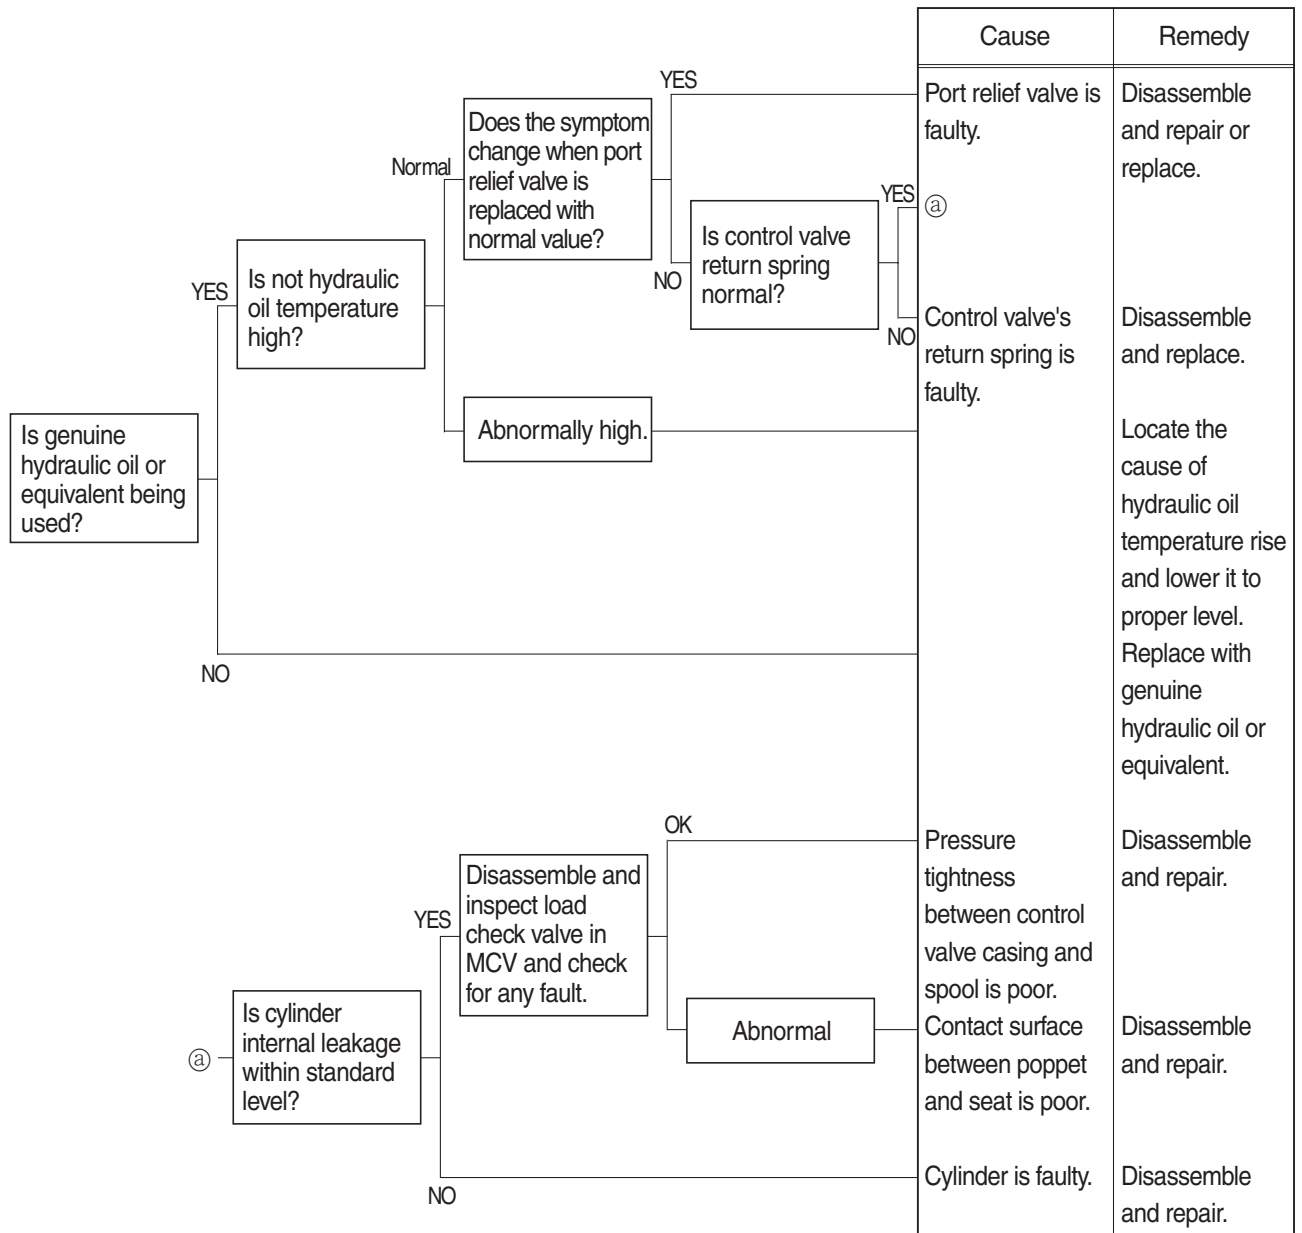 Cause
Remedy
YES
Port relief valve is
faulty.
Disassemble
and repair or
replace.
Does the symptom
change when port
relief valve is
replaced with
normal value?
Normal
YES
ⓐ
Is control valve
return spring
normal?
NO
NO
Control valve's
return spring is
faulty.
Disassemble
and replace.
YES
Is not hydraulic
oil temperature
high?
Abnormally high.
Locate the
cause of
hydraulic oil
temperature rise
and lower it to
proper level.
Is genuine
hydraulic oil or
equivalent being
used?
NO
Replace with
genuine
hydraulic oil or
equivalent.
OK
Pressure
tightness
between control
valve casing and
spool is poor.
Disassemble
and repair.
YES
Disassemble and
inspect load
check valve in
MCV and check
for any fault.
Abnormal
Contact surface
between poppet
and seat is poor.
Disassemble
and repair.
ⓐ
Is cylinder
internal leakage
within standard
level?
NO
Cylinder is faulty.
Disassemble
and repair.